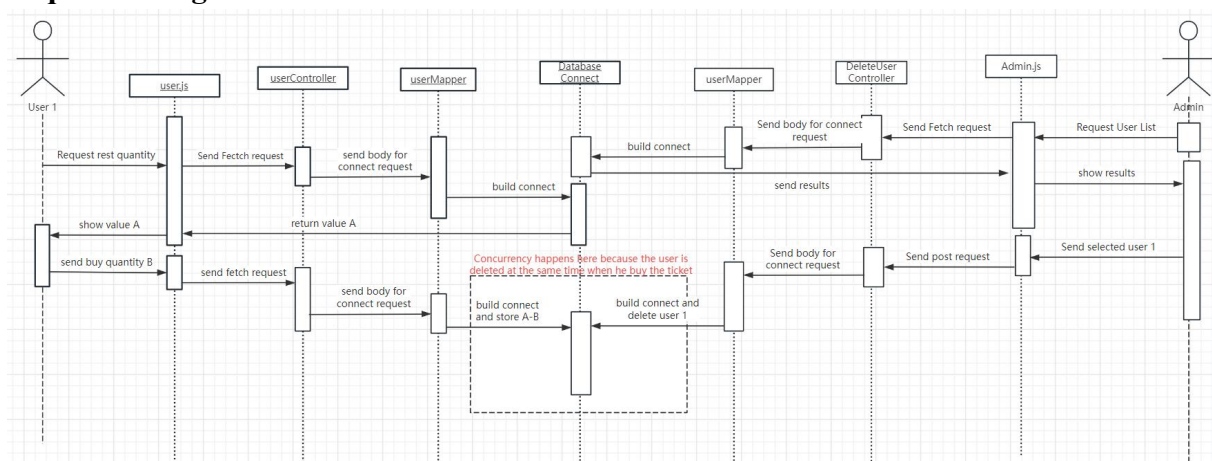 User 1
user.js
userController
userMapper
Database
Connect
userMapper
DeleteUser
Controller
Admin.js
Admin
Request rest quantity
Send Fectch request
send body for
connect request
build connect
build connect
Send body for connect
request
Send Fetch request
Request User List
send results
show results
return value A
show value A
send buy quantity B
send fetch request
send body for
connect request
Concurrency happens here because the user is
deleted at the same time when he buy the ticket
build connect
and store A-B
build connect and
delete user 1
Send body for
connect request
Send post request
Send selected user 1